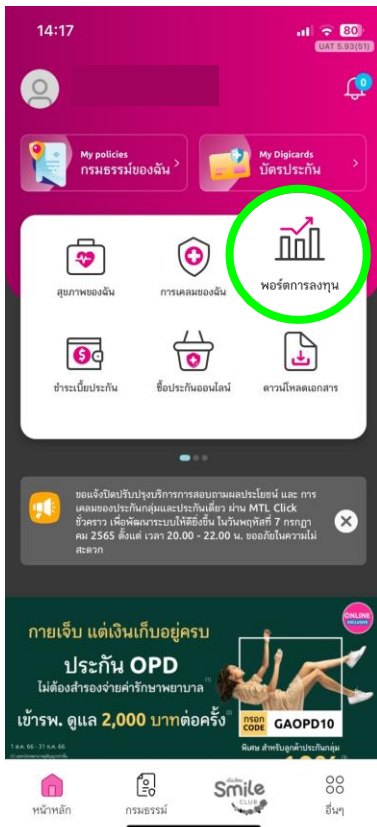 14:17
80
UAT 5.93(51)
0
My policies
กรมธรรม์ของฉัน
My Digicards
บัตรประกัน
สุขภาพของฉัน
การเคลมของฉัน
พอร์ตการลงทุน
ชำระเบี้ยประกัน
ซื้อประกันออนไลน์
ดาวน์โหลดเอกสาร
ขอแจ้งปิดปรับปรุงบริการการสอบถามผลประโยชน์ และ การ
เคลมของประกันกลุ่มและประกันเดี่ยว ผ่าน MTL Click
ชั่วคราว เพื่อพัฒนาระบบให้ดียิ่งขึ้น ในวันพฤหัสที่ 7 กรกฎา
คม 2565 ตั้งแต่ เวลา 20.00 - 22.00 น. ขออภัยในความไม่
สะดวก
ONLINE
EXCLUSIVE
กายเจ็บ แต่เงินเก็บอยู่ครบ
ประกัน OPD
ไม่ต้องสำรองจ่ายค่ารักษาพยาบาล
เข้ารพ. ดูแล 2,000 บาทต่อครั้ง
กรอก
CODE
GAOPD10
พิเศษ สำหรับลูกค้าประกันกลุ่ม
1 ธ.ค. 66 - 31 ธ.ค. 66
Smile
CLUB
หน้าหลัก
กรมธรรม์
อื่นๆ